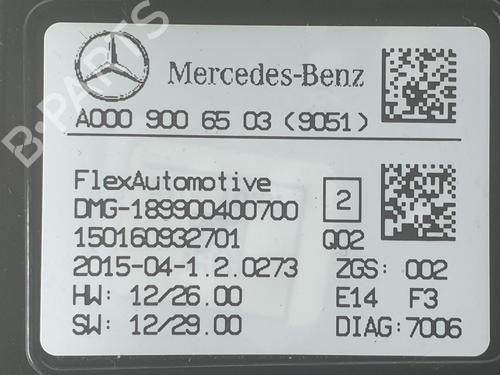 Mercedes-Benz
A000 900 65 03 (9051)
FlexAutomotive
DMG-189900400700
2
150160932701
Q02
2015-04-1.2.0273
ZGS: 002
HW: 12/26.00
E14 F3
SW: 12/29.00
DIAG:7006
B-PARTS